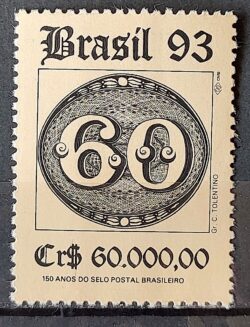 Brasil 93
60
Gr. C. TOLENTINO
Cr$ 60.000,00
150 ANOS DO SELO POSTAL BRASILEIRO